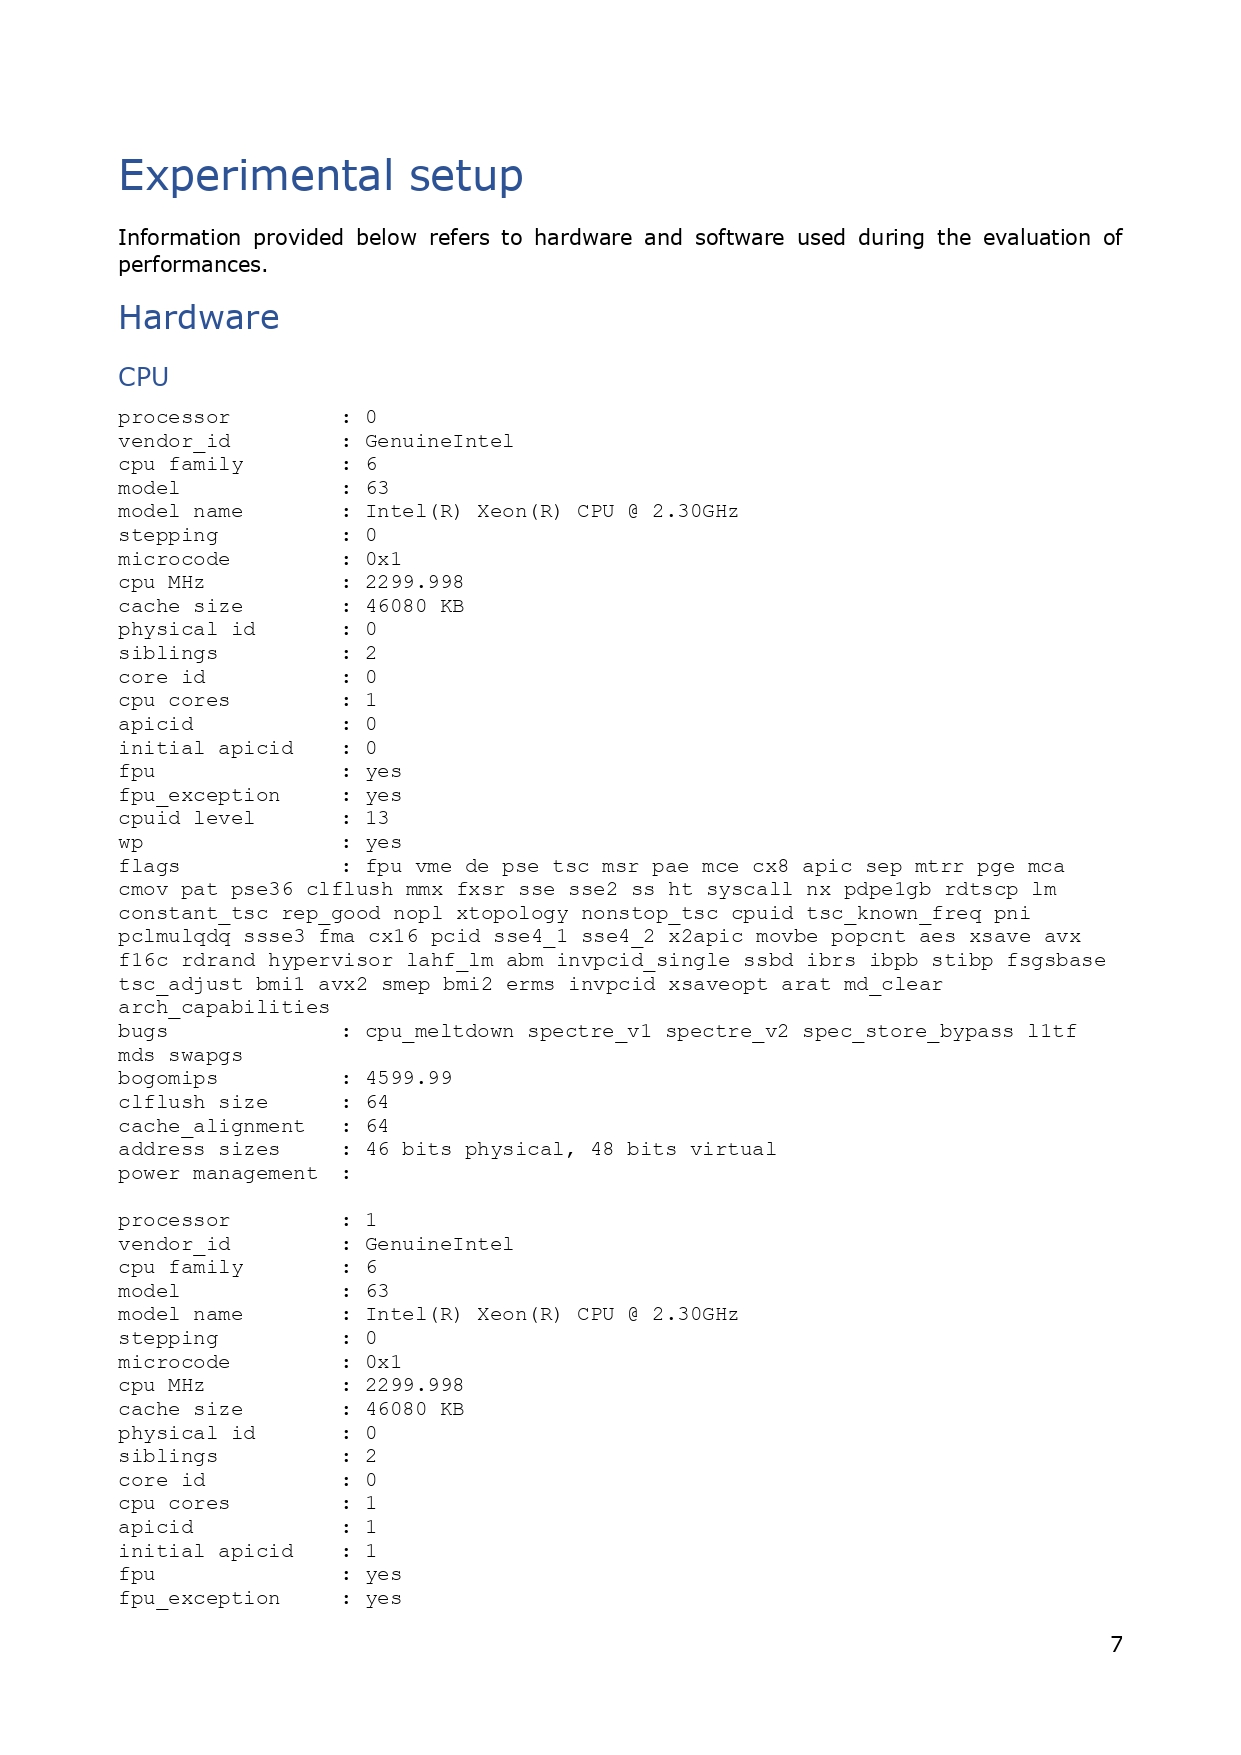 Experimental setup
Information provided below refers to hardware and software used during the evaluation of
performances.
Hardware
CPU
processor : 0
vendor_id : GenuineIntel
cpu family : 6
model : 63
model name : Intel(R) Xeon(R) CPU @ 2.30GHz
stepping : 0
microcode : 0x1
cpu MHz : 2299.998
cache size : 46080 KB
physical id : 0
siblings : 2
core id : 0
cpu cores : 1
apicid : 0
initial apicid : 0
fpu : yes
fpu_exception : yes
cpuid level : 13
wp : yes
flags : fpu vme de pse tsc msr pae mce cx8 apic sep mtrr pge mca
cmov pat pse36 clflush mmx fxsr sse sse2 ss ht syscall nx pdpe1gb rdtscp lm
constant_tsc rep_good nopl xtopology nonstop_tsc cpuid tsc_known_freq pni
pclmulqdq ssse3 fma cx16 pcid sse4_1 sse4_2 x2apic movbe popcnt aes xsave avx
f16c rdrand hypervisor lahf_lm abm invpcid_single ssbd ibrs ibpb stibp fsgsbase
tsc_adjust bmi1 avx2 smep bmi2 erms invpcid xsaveopt arat md_clear
arch_capabilities
bugs : cpu_meltdown spectre_v1 spectre_v2 spec_store_bypass l1tf
mds swapgs
bogomips : 4599.99
clflush size : 64
cache_alignment : 64
address sizes : 46 bits physical, 48 bits virtual
power management :
processor : 1
vendor_id : GenuineIntel
cpu family : 6
model : 63
model name : Intel(R) Xeon(R) CPU @ 2.30GHz
stepping : 0
microcode : 0x1
cpu MHz : 2299.998
cache size : 46080 KB
physical id : 0
siblings : 2
core id : 0
cpu cores : 1
apicid : 1
initial apicid : 1
fpu : yes
fpu_exception : yes
7